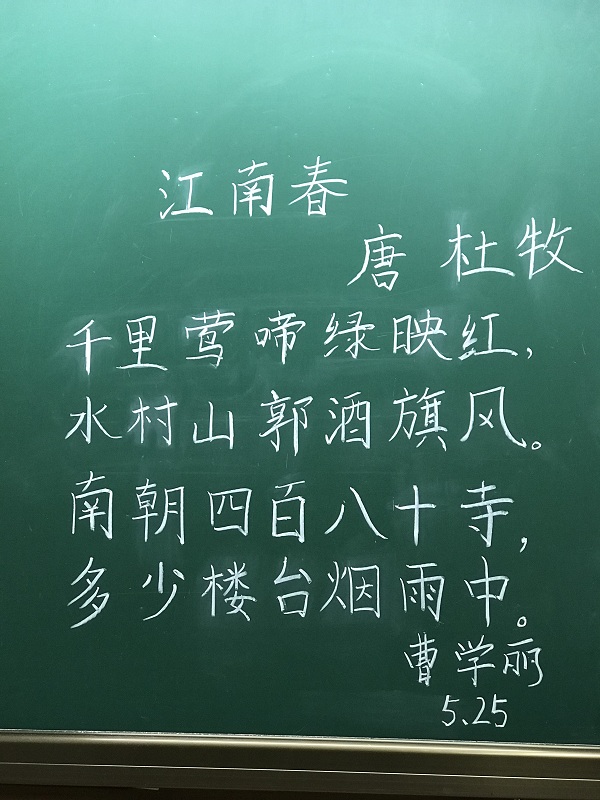 江南春
唐 杜牧
千里莺啼绿映红,
水村山郭酒旗风。
南朝四百八十寺,
多少楼台烟雨中。
曹学丽
5.25